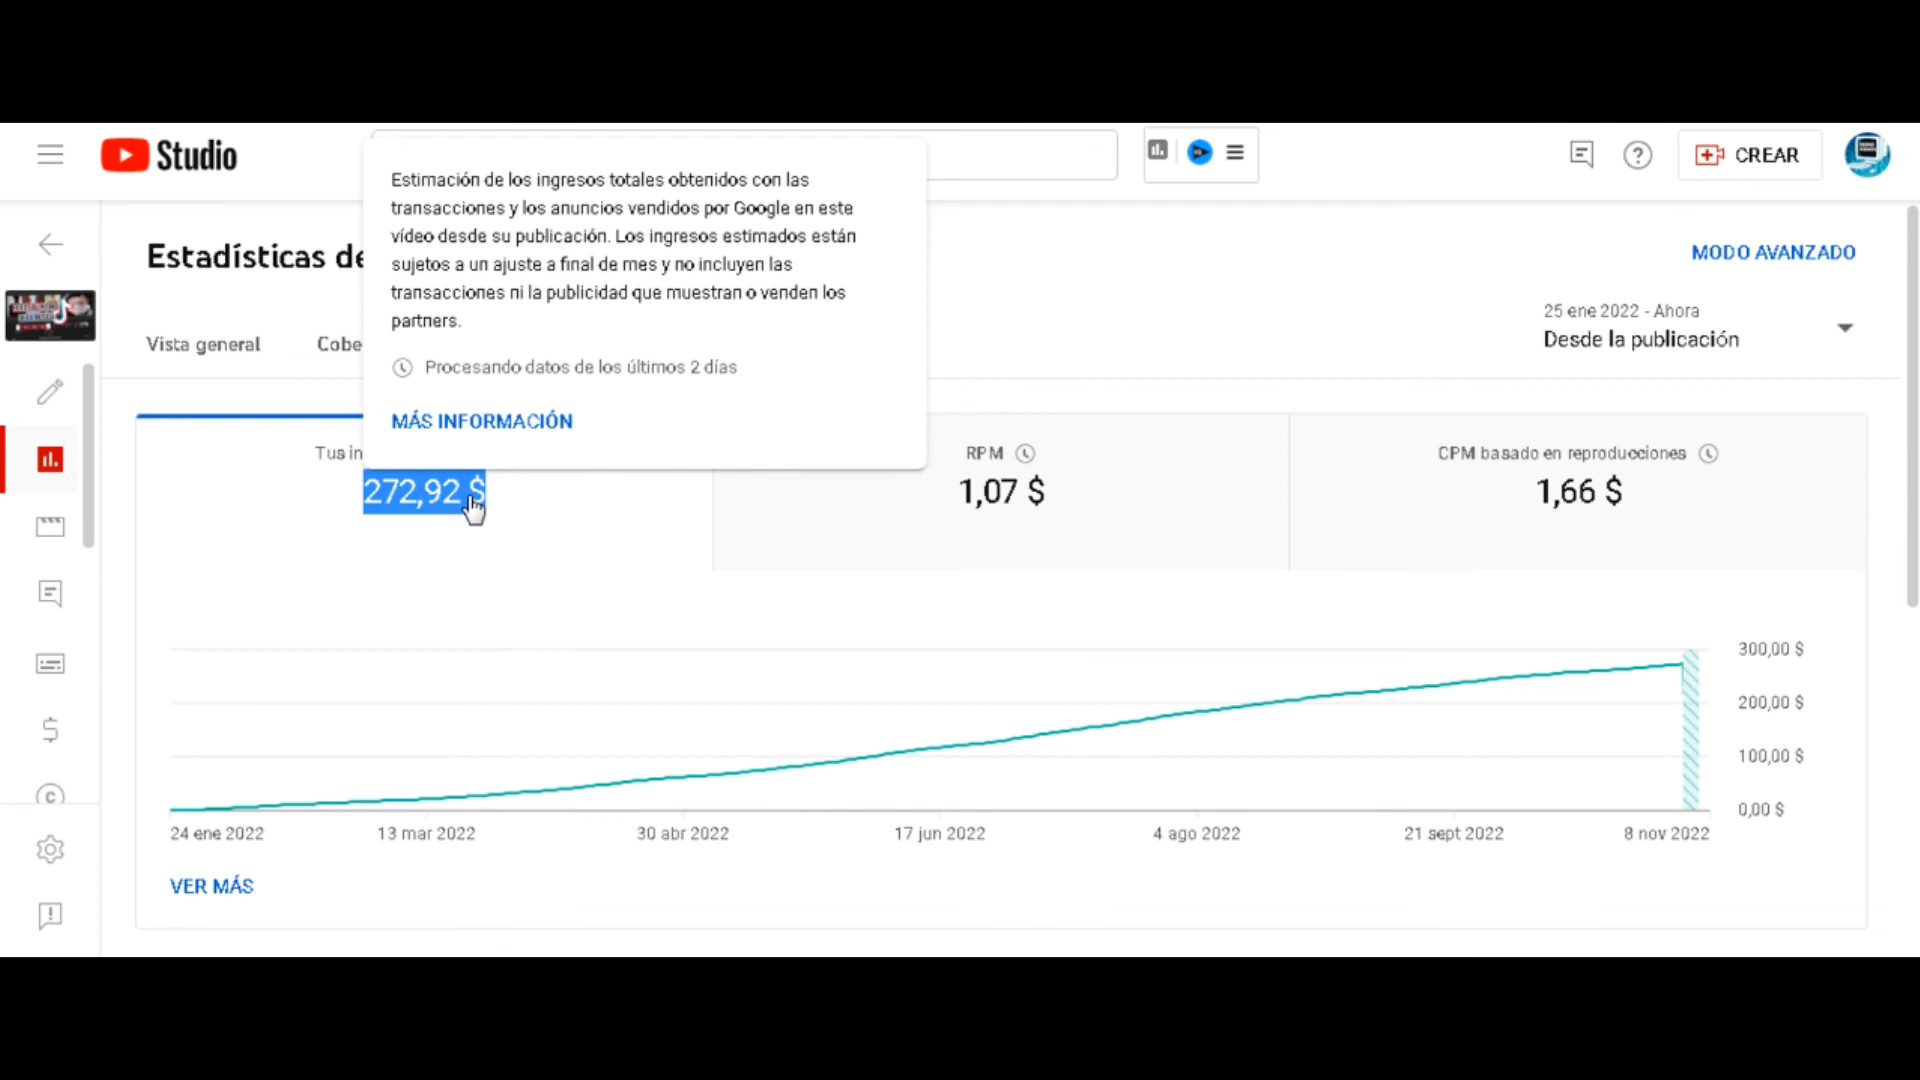 Studio
CREAR
Estimación de los ingresos totales obtenidos con las
transacciones y los anuncios vendidos por Google en este
vídeo desde su publicación. Los ingresos estimados están
sujetos a un ajuste a final de mes y no incluyen las
transacciones ni la publicidad que muestran o venden los
partners.
Procesando datos de los últimos 2 días
MÁS INFORMACIÓN
Estadísticas de
MODO AVANZADO
25 ene 2022 - Ahora
Desde la publicación
Vista general
Cobe
Tus in
272,92 $
RPM
1,07 $
CPM basado en reproducciones
1,66 $
300,00 $
200,00 $
100,00 $
0,00 $
24 ene 2022
13 mar 2022
30 abr 2022
17 jun 2022
4 ago 2022
21 sept 2022
8 nov 2022
VER MÁS